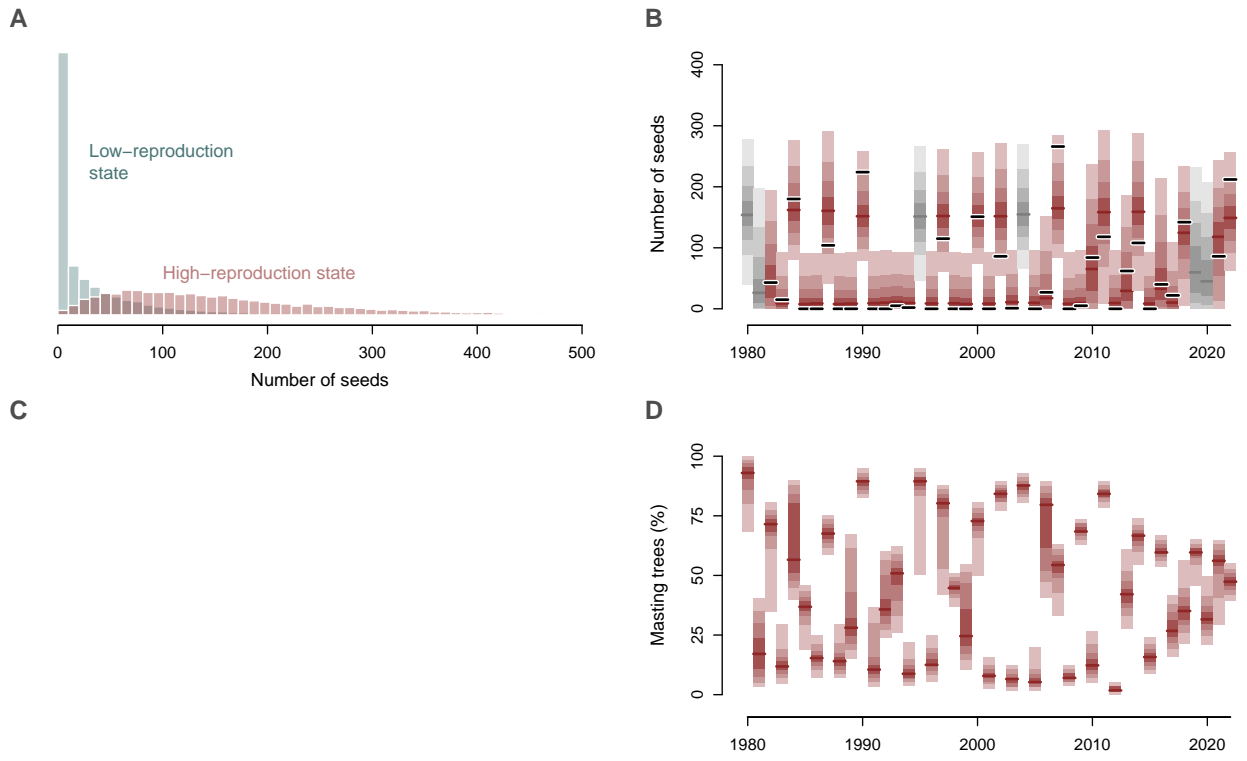 A
Low−reproduction
state
High−reproduction state
0 100 200 300 400 500
Number of seeds
B
Number of seeds
400
300
200
100
0
1980 1990 2000 2010 2020
C
D
Masting trees (%)
100
75
50
25
0
1980 1990 2000 2010 2020